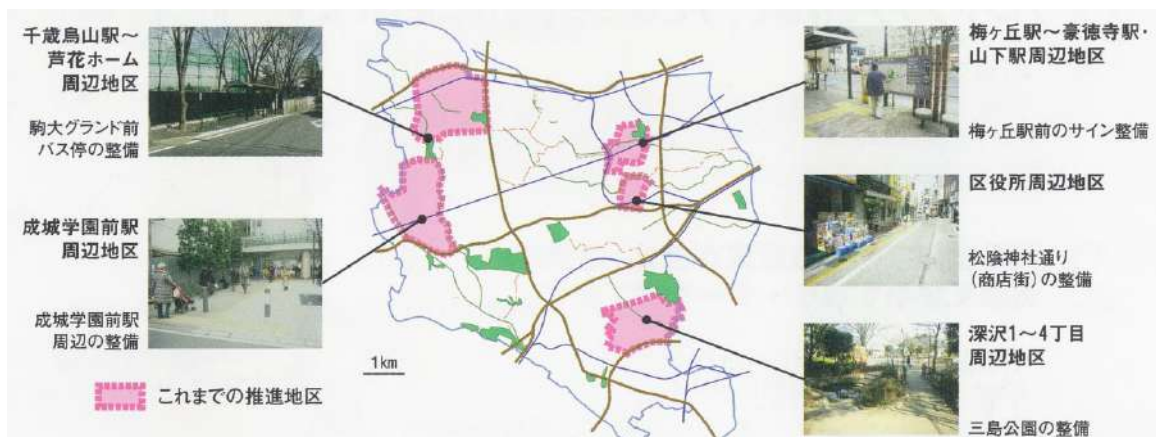 千歳烏山駅～
芦花ホーム
周辺地区
駒大グランド前
バス停の整備
成城学園前駅
周辺地区
成城学園前駅
周辺の整備
これまでの推進地区
1km
梅ヶ丘駅～豪徳寺駅・
山下駅周辺地区
梅ヶ丘駅前のサイン整備
区役所周辺地区
松陰神社通り
(商店街)の整備
深沢1～4丁目
周辺地区
三島公園の整備